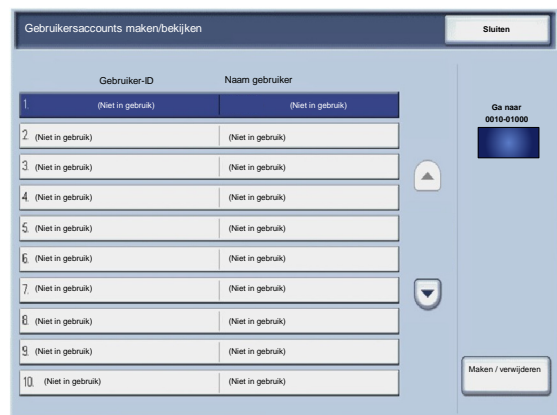 Gebruikersaccounts maken/bekijken
Sluiten
Gebruiker-ID Naam gebruiker
1. (Niet in gebruik) (Niet in gebruik)
2. (Niet in gebruik) (Niet in gebruik)
3. (Niet in gebruik) (Niet in gebruik)
4. (Niet in gebruik) (Niet in gebruik)
5. (Niet in gebruik) (Niet in gebruik)
6. (Niet in gebruik) (Niet in gebruik)
7. (Niet in gebruik) (Niet in gebruik)
8. (Niet in gebruik) (Niet in gebruik)
9. (Niet in gebruik) (Niet in gebruik)
10. (Niet in gebruik) (Niet in gebruik)
Ga naar
0010-01000
Maken / verwijderen